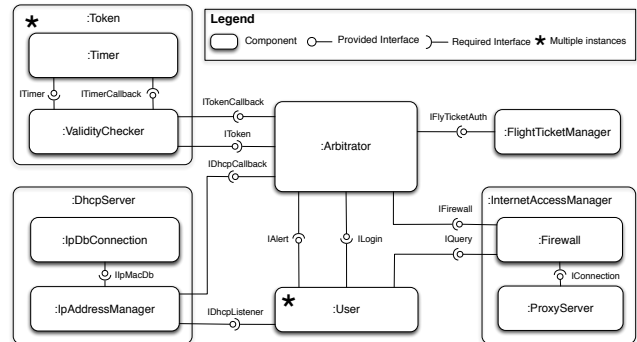 :Token
Legend
Component
Provided Interface
Required Interface
Multiple instances
:Timer
ITimer
ITimerCallback
:ValidityChecker
ITokenCallback
IToken
IDhcpCallback
:Arbitrator
IFlyTicketAuth
:FlightTicketManager
:DhcpServer
:IpDbConnection
IIpMacDb
:IpAddressManager
IDhcpListener
IAlert
ILogin
:User
:InternetAccessManager
IFirewall
IQuery
:Firewall
IConnection
:ProxyServer